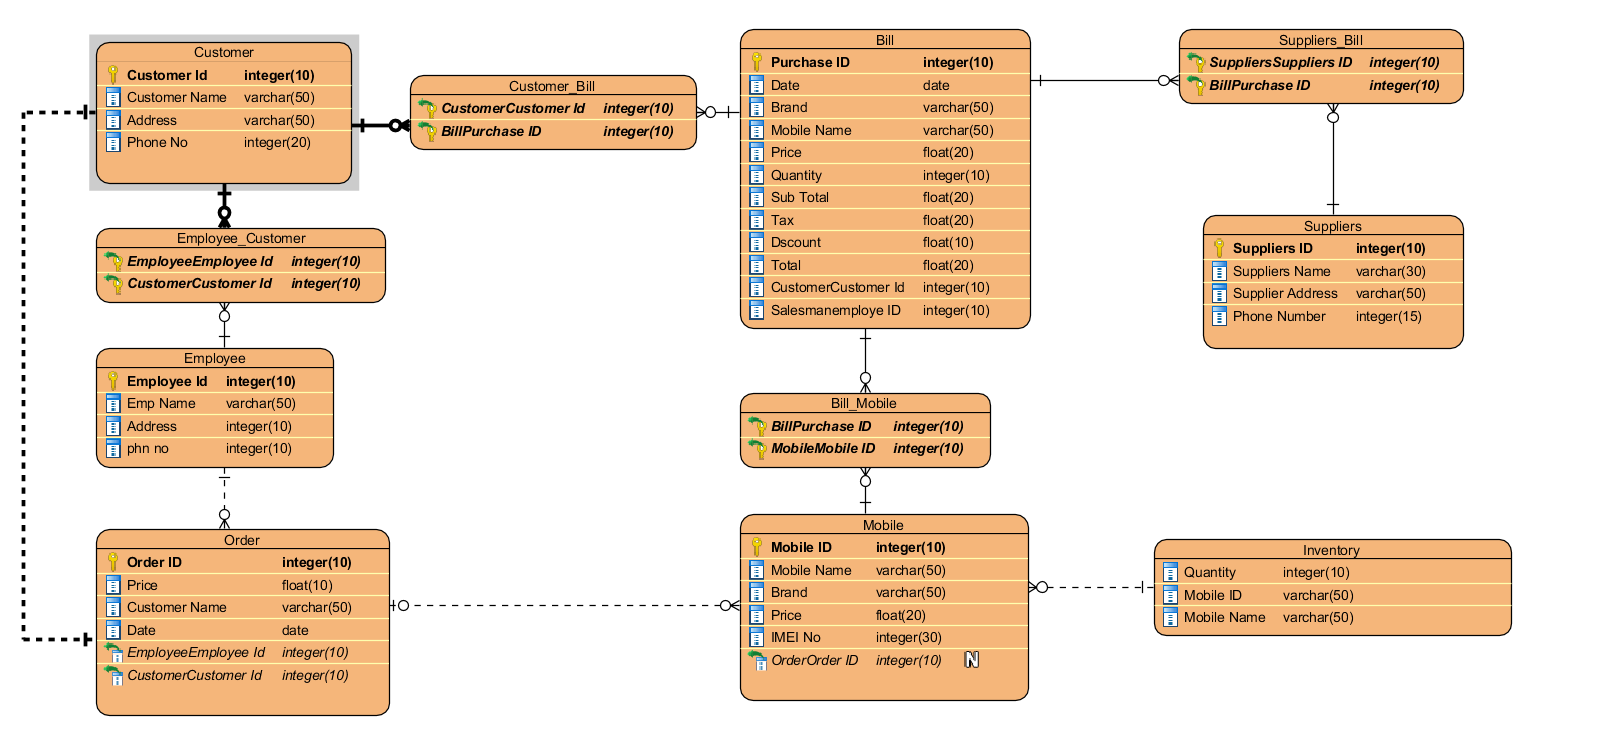 Customer
Customer Id integer(10)
Customer Name varchar(50)
Address varchar(50)
Phone No integer(20)
Customer_Bill
CustomerCustomer Id integer(10)
BillPurchase ID integer(10)
Bill
Purchase ID integer(10)
Date date
Brand varchar(50)
Mobile Name varchar(50)
Price float(20)
Quantity integer(10)
Sub Total float(20)
Tax float(20)
Dscount float(10)
Total float(20)
CustomerCustomer Id integer(10)
Salesmanemploye ID integer(10)
Suppliers_Bill
SuppliersSuppliers ID integer(10)
BillPurchase ID integer(10)
Suppliers
Suppliers ID integer(10)
Suppliers Name varchar(30)
Supplier Address varchar(50)
Phone Number integer(15)
Employee_Customer
EmployeeEmployee Id integer(10)
CustomerCustomer Id integer(10)
Employee
Employee Id integer(10)
Emp Name varchar(50)
Address integer(10)
phn no integer(10)
Bill_Mobile
BillPurchase ID integer(10)
MobileMobile ID integer(10)
Order
Order ID integer(10)
Price float(10)
Customer Name varchar(50)
Date date
EmployeeEmployee Id integer(10)
CustomerCustomer Id integer(10)
Mobile
Mobile ID integer(10)
Mobile Name varchar(50)
Brand varchar(50)
Price float(20)
IMEI No integer(30)
OrderOrder ID integer(10) N
Inventory
Quantity integer(10)
Mobile ID varchar(50)
Mobile Name varchar(50)